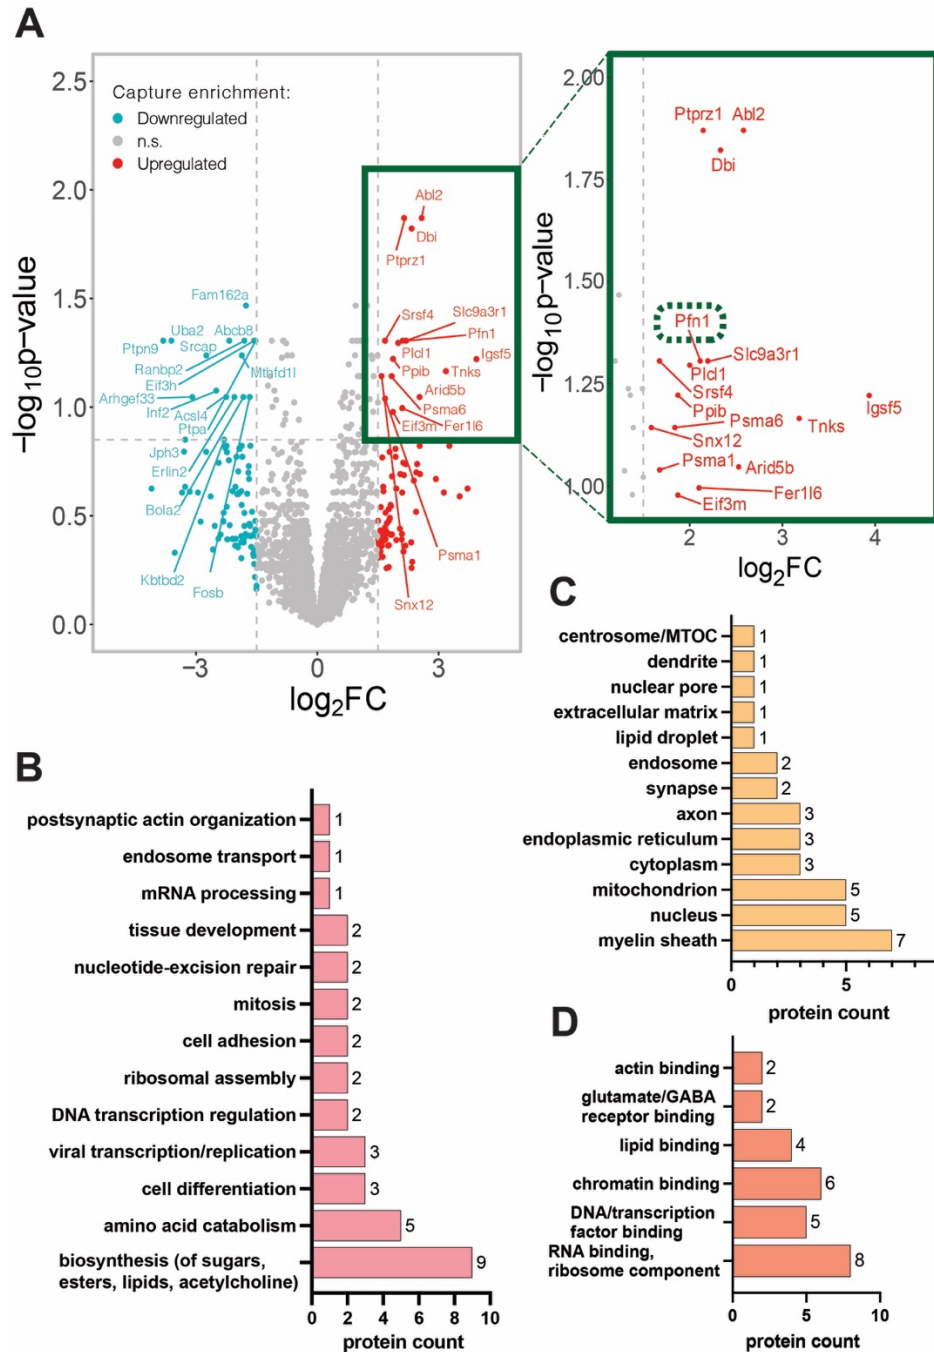 A
2.5
2.0
1.5
1.0
0.5
0.0
-log10p-value
Capture enrichment:
Downregulated
n.s.
Upregulated
Abl2
Dbi
Ptprz1
Fam162a
Uba2
Abcb8
Ptpn9
Srcap
Ranbp2
Mthfd1l
Eif3h
Arhgef33
Inf2
Acsl4
Ptpa
Jph3
Erlin2
Bola2
Kbtbd2
Fosb
Srsf4
Slc9a3r1
Pfn1
Plcl1
Igsf5
Ppib
Tnks
Arid5b
Psma6
Eif3m
Fer1l6
Psma1
Snx12
−3
0
3
log2FC
2.00
1.75
1.50
1.25
1.00
-log10p-value
Ptprz1
Abl2
Dbi
Pfn1
Slc9a3r1
Plcl1
Srsf4
Ppib
Igsf5
Psma6
Tnks
Snx12
Psma1
Arid5b
Fer1l6
Eif3m
2
3
4
log2FC
B
postsynaptic actin organization
1
endosome transport
1
mRNA processing
1
tissue development
2
nucleotide-excision repair
2
mitosis
2
cell adhesion
2
ribosomal assembly
2
DNA transcription regulation
2
viral transcription/replication
3
cell differentiation
3
amino acid catabolism
5
biosynthesis (of sugars,
esters, lipids, acetylcholine)
9
0 2 4 6 8 10
protein count
C
centrosome/MTOC
1
dendrite
1
nuclear pore
1
extracellular matrix
1
lipid droplet
1
endosome
2
synapse
2
axon
3
endoplasmic reticulum
3
cytoplasm
3
mitochondrion
5
nucleus
5
myelin sheath
7
0 5
protein count
D
actin binding
2
glutamate/GABA
receptor binding
2
lipid binding
4
chromatin binding
6
DNA/transcription
factor binding
5
RNA binding,
ribosome component
8
0 5 10
protein count